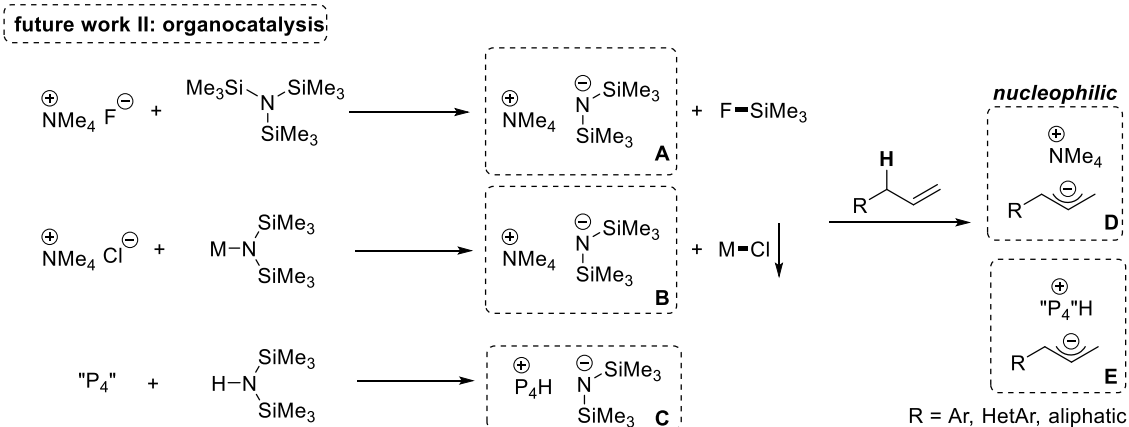 future work II: organocatalysis
⊕
NMe4 F⊖ + Me3Si N SiMe3
SiMe3
⊕
NMe4
⊖
N SiMe3
SiMe3
A
+ F SiMe3
⊕
NMe4 Cl⊖ + M N SiMe3
SiMe3
⊕
NMe4
⊖
N SiMe3
SiMe3
B
+ M Cl
"P4" + H N SiMe3
SiMe3
⊕
P4H
⊖
N SiMe3
SiMe3
C
H
R
nucleophilic
⊕
NMe4
⊖
R
D
⊕
"P4"H
⊖
R
E
R = Ar, HetAr, aliphatic